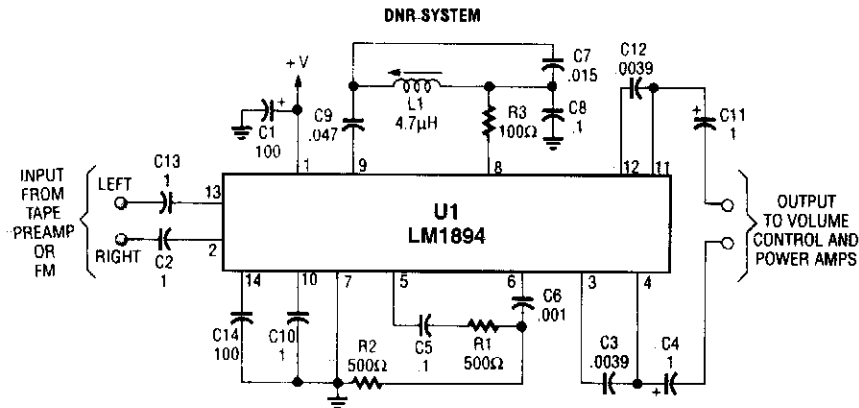 DNR SYSTEM
+V
C1
100
C9
.047
L1
4.7µH
R3
100Ω
C7
.015
C8
.1
C12
.0039
C11
+
1
+
1
9
8
12
11
INPUT
FROM
TAPE
PREAMP
OR
FM
LEFT
C13
1
13
RIGHT
C2
1
2
U1
LM1894
OUTPUT
TO VOLUME
CONTROL AND
POWER AMPS
14
10
7
5
6
3
4
C14
100
C10
1
R2
500Ω
C5
.1
R1
500Ω
C6
.001
C3
.0039
C4
1
+